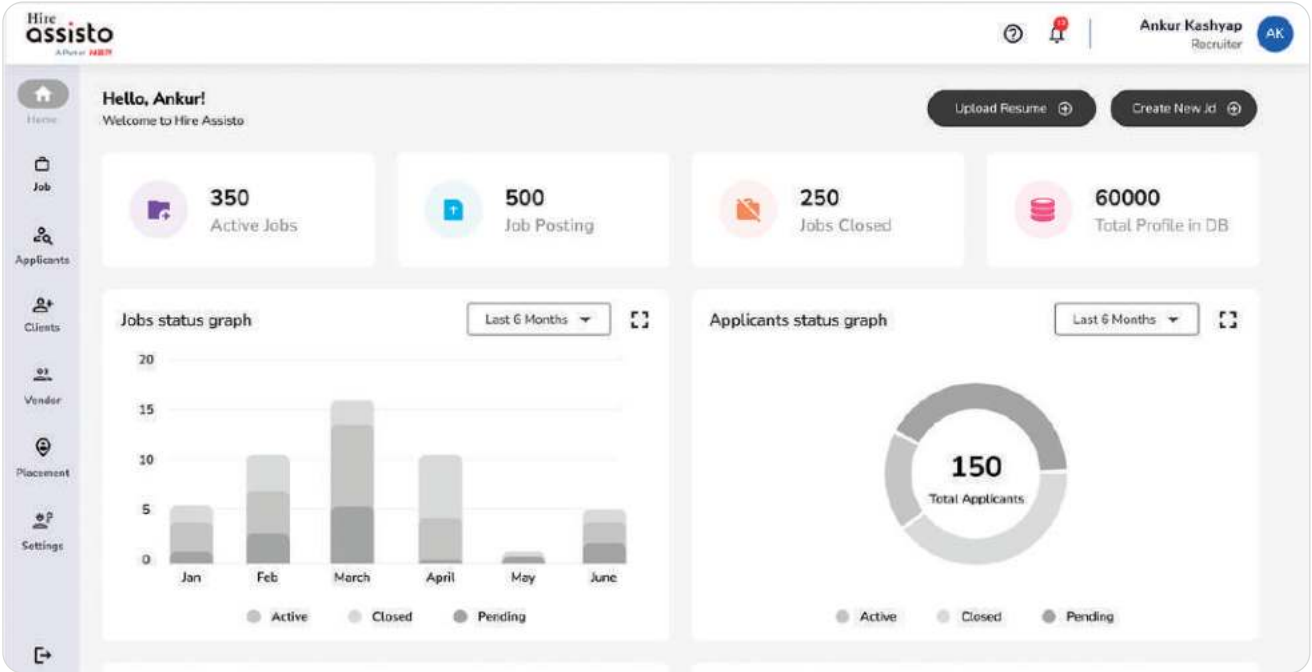 Hire
assisto
Ankur Kashyap
Recruiter
AK
Home
Job
Applicants
Clients
Vendor
Placement
Settings
Hello, Ankur!
Welcome to Hire Assisto
Upload Resume
Create New Jd
350
Active Jobs
500
Job Posting
250
Jobs Closed
60000
Total Profile in DB
Jobs status graph
Last 6 Months
20
15
10
5
0
Jan Feb March April May June
Active Closed Pending
Applicants status graph
Last 6 Months
150
Total Applicants
Active Closed Pending